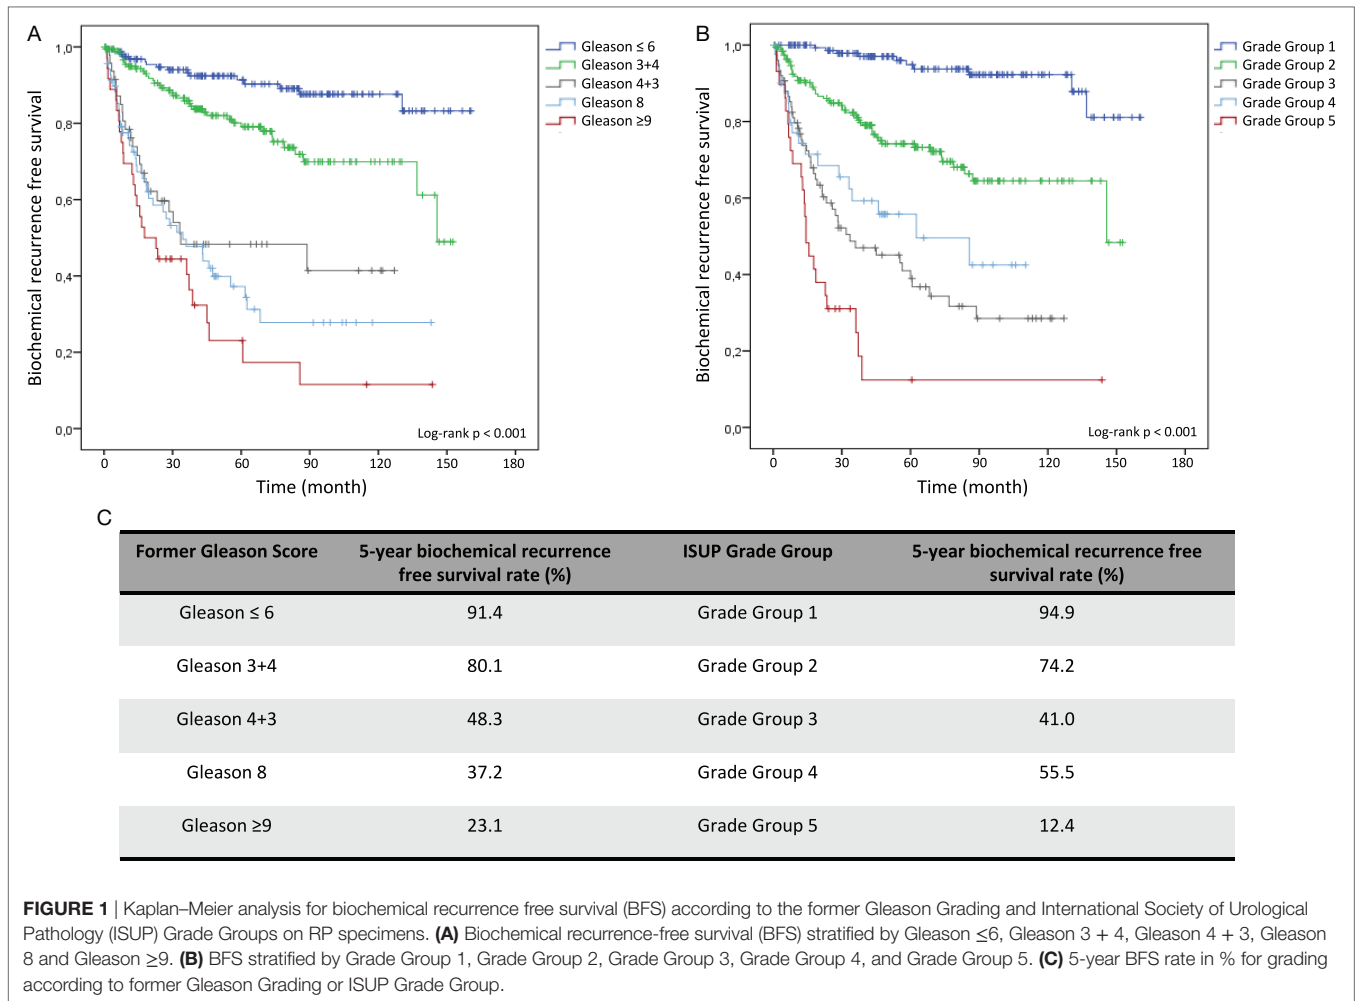 A
Biochemical recurrence free survival
1,0
0,8
0,6
0,4
0,2
0,0
Gleason ≤ 6
Gleason 3+4
Gleason 4+3
Gleason 8
Gleason ≥9
Log-rank p < 0.001
0 30 60 90 120 150 180
Time (month)
B
Biochemical recurrence free survival
1,0
0,8
0,6
0,4
0,2
0,0
Grade Group 1
Grade Group 2
Grade Group 3
Grade Group 4
Grade Group 5
Log-rank p < 0.001
0 30 60 90 120 150 180
Time (month)
C
Former Gleason Score 5-year biochemical recurrence free survival rate (%) ISUP Grade Group 5-year biochemical recurrence free survival rate (%)
Gleason ≤ 6 91.4 Grade Group 1 94.9
Gleason 3+4 80.1 Grade Group 2 74.2
Gleason 4+3 48.3 Grade Group 3 41.0
Gleason 8 37.2 Grade Group 4 55.5
Gleason ≥9 23.1 Grade Group 5 12.4
FIGURE 1 | Kaplan–Meier analysis for biochemical recurrence free survival (BFS) according to the former Gleason Grading and International Society of Urological
Pathology (ISUP) Grade Groups on RP specimens. (A) Biochemical recurrence-free survival (BFS) stratified by Gleason ≤6, Gleason 3 + 4, Gleason 4 + 3, Gleason
8 and Gleason ≥9. (B) BFS stratified by Grade Group 1, Grade Group 2, Grade Group 3, Grade Group 4, and Grade Group 5. (C) 5-year BFS rate in % for grading
according to former Gleason Grading or ISUP Grade Group.